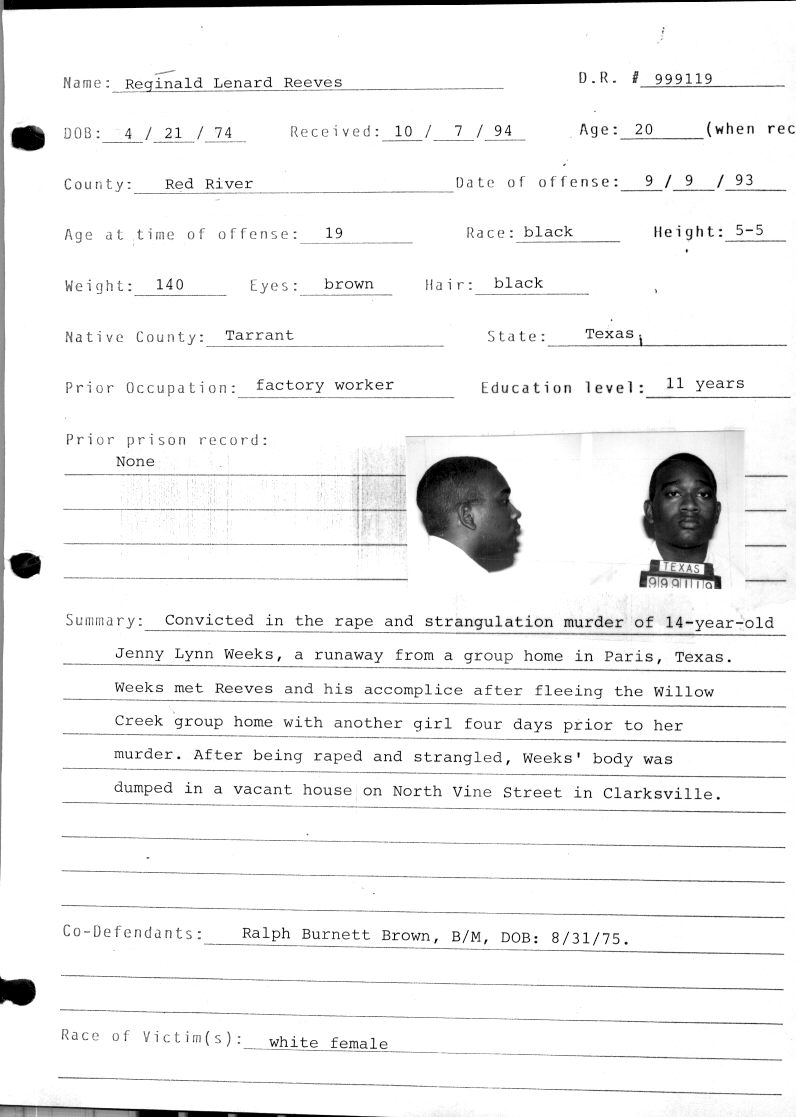 Name: Reginald Lenard Reeves D.R. # 999119
DOB: 4 / 21 / 74 Received: 10 / 7 / 94 Age: 20 (when rec
County: Red River Date of offense: 9 / 9 / 93
Age at time of offense: 19 Race: black Height: 5-5
Weight: 140 Eyes: brown Hair: black
Native County: Tarrant State: Texas
Prior Occupation: factory worker Education level: 11 years
Prior prison record:
None
TEXAS
999119
Summary: Convicted in the rape and strangulation murder of 14-year-old
Jenny Lynn Weeks, a runaway from a group home in Paris, Texas.
Weeks met Reeves and his accomplice after fleeing the Willow
Creek group home with another girl four days prior to her
murder. After being raped and strangled, Weeks' body was
dumped in a vacant house on North Vine Street in Clarksville.
Co-Defendants: Ralph Burnett Brown, B/M, DOB: 8/31/75.
Race of Victim(s): white female